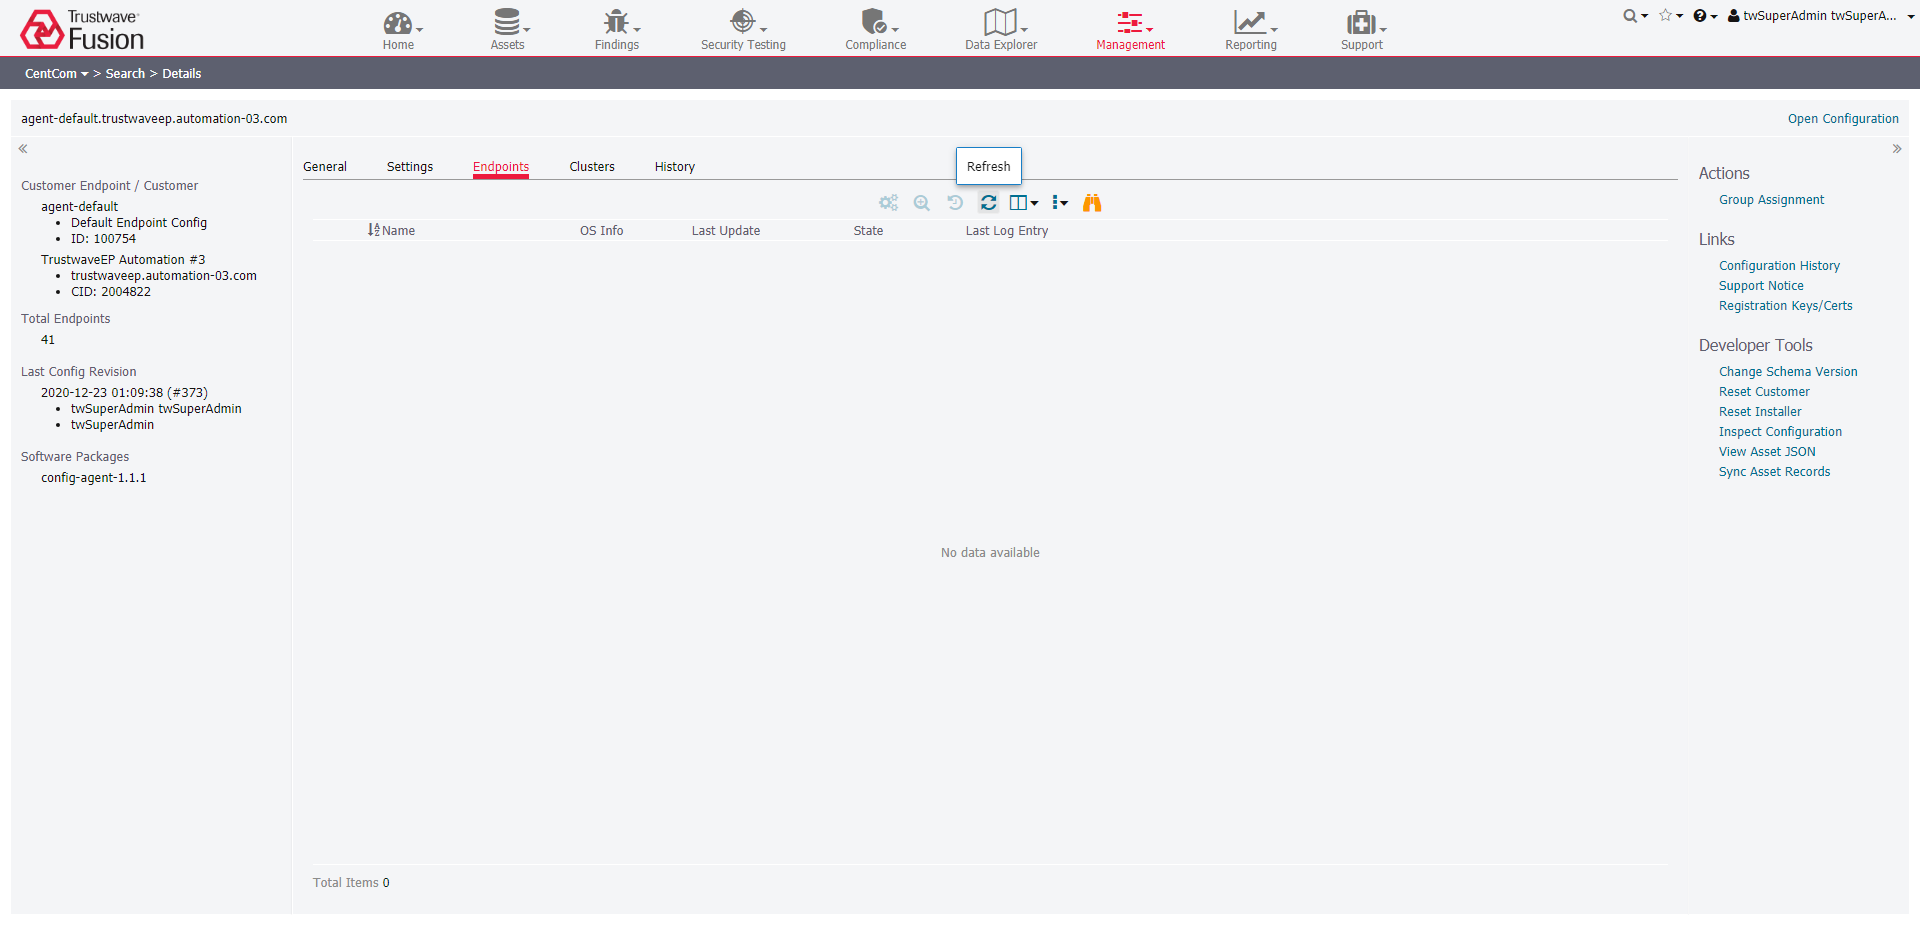 Trustwave
Fusion
Home
Assets
Findings
Security Testing
Compliance
Data Explorer
Management
Reporting
Support
twSuperAdmin twSuperA...
CentCom > Search > Details
agent-default.trustwaveep.automation-03.com
Open Configuration
Customer Endpoint / Customer
agent-default
• Default Endpoint Config
• ID: 100754
TrustwaveEP Automation #3
• trustwaveep.automation-03.com
• CID: 2004822
Total Endpoints
41
Last Config Revision
2020-12-23 01:09:38 (#373)
• twSuperAdmin twSuperAdmin
• twSuperAdmin
Software Packages
config-agent-1.1.1
General
Settings
Endpoints
Clusters
History
Refresh
Name
OS Info
Last Update
State
Last Log Entry
No data available
Total Items 0
Actions
Group Assignment
Links
Configuration History
Support Notice
Registration Keys/Certs
Developer Tools
Change Schema Version
Reset Customer
Reset Installer
Inspect Configuration
View Asset JSON
Sync Asset Records